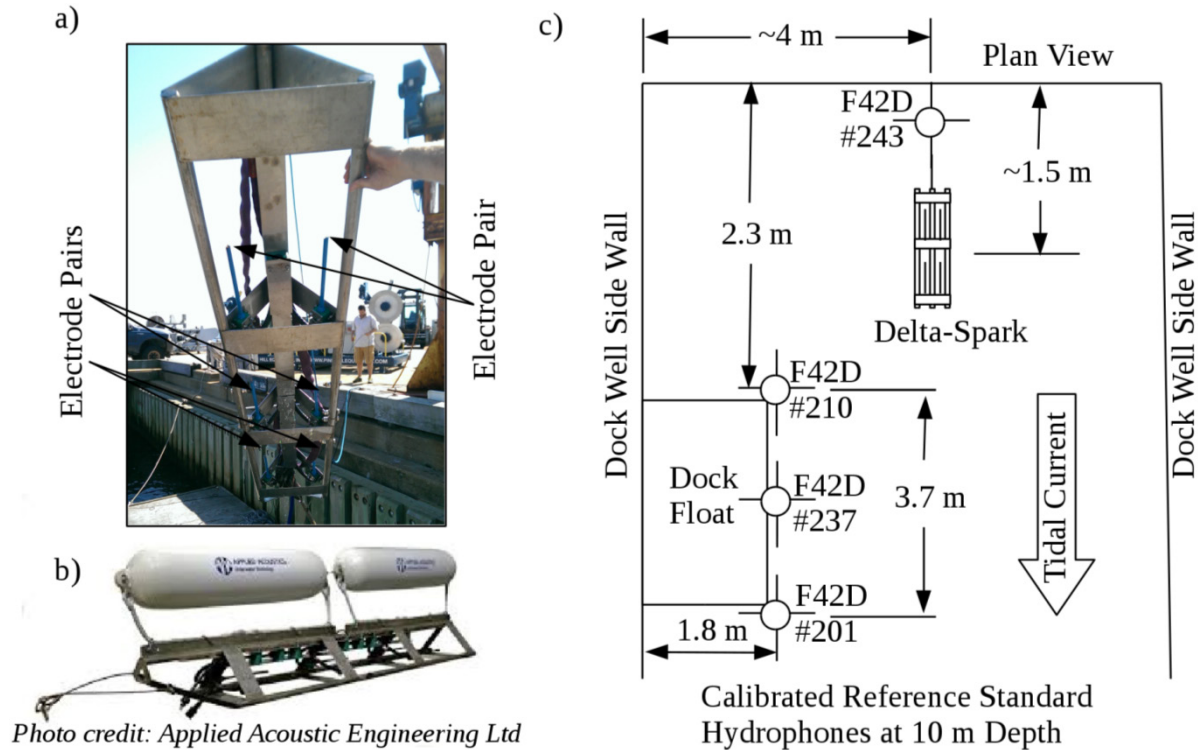 a)
Electrode Pairs
Electrode Pair
b)
APPLIED ACOUSTICS
Photo credit: Applied Acoustic Engineering Ltd
c)
~4 m
Plan View
F42D
#243
~1.5 m
2.3 m
Delta-Spark
Dock Well Side Wall
Dock Well Side Wall
F42D
#210
Dock
Float
F42D
#237
3.7 m
Tidal Current
F42D
#201
1.8 m
Calibrated Reference Standard
Hydrophones at 10 m Depth